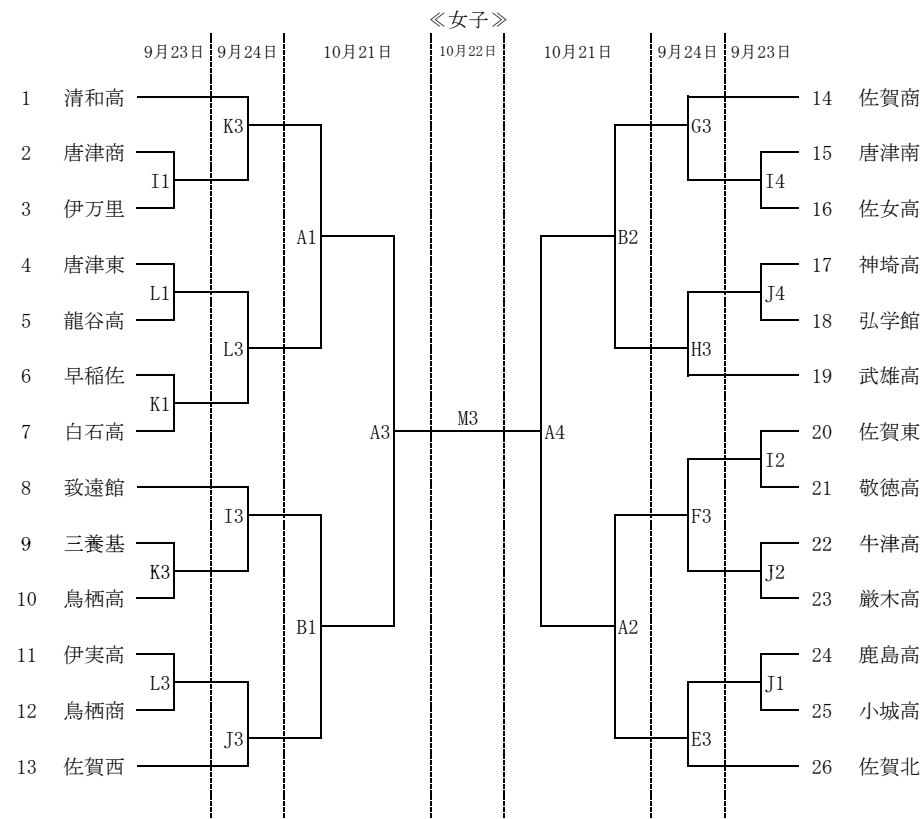 ≪女子≫
9月23日 9月24日 10月21日 10月22日 10月21日 9月24日 9月23日
1 清和高 14 佐賀商
K3 G3
2 唐津商 15 唐津南
I1 I4
3 伊万里 16 佐女高
A1 B2
4 唐津東 17 神埼高
L1 J4
5 龍谷高 18 弘学館
L3 H3
6 早稲佐 19 武雄高
K1
M3
7 白石高 A3 A4 20 佐賀東
I2
8 致遠館 21 敬徳高
I3 F3
9 三養基 22 牛津高
K3 J2
10 鳥栖高 23 厳木高
B1 A2
11 伊実高 24 鹿島高
L3 J1
12 鳥栖商 25 小城高
J3 E3
13 佐賀西 26 佐賀北